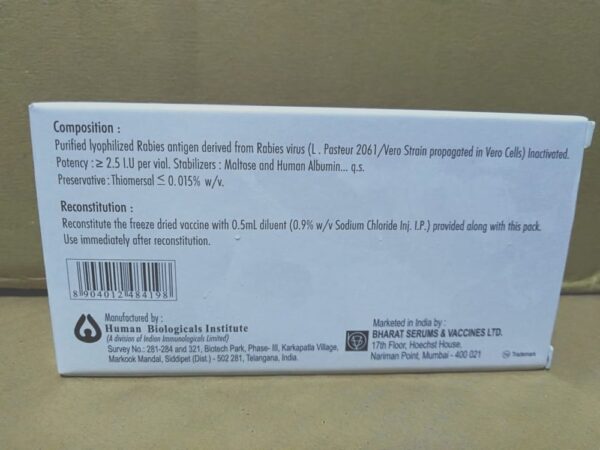 Composition :
Purified lyophilized Rabies antigen derived from Rabies virus (L . Pasteur 2061/Vero Strain propagated in Vero Cells) Inactivated.
Potency : ≥ 2.5 I.U per vial. Stabilizers : Maltose and Human Albumin... q.s.
Preservative : Thiomersal ≤ 0.015% w/v.
Reconstitution :
Reconstitute the freeze dried vaccine with 0.5mL diluent (0.9% w/v Sodium Chloride Inj. I.P.) provided along with this pack.
Use immediately after reconstitution.
8 904012 484198
Manufactured by :
Human Biologicals Institute
(A division of Indian Immunologicals Limited)
Survey No.: 281-284 and 321, Biotech Park, Phase- III, Karkapatla Village,
Markook Mandal, Siddipet (Dist.) - 502 281, Telangana, India.
Marketed in India by :
BHARAT SERUMS & VACCINES LTD.
17th Floor, Hoechst House,
Nariman Point, Mumbai - 400 021
Trademark